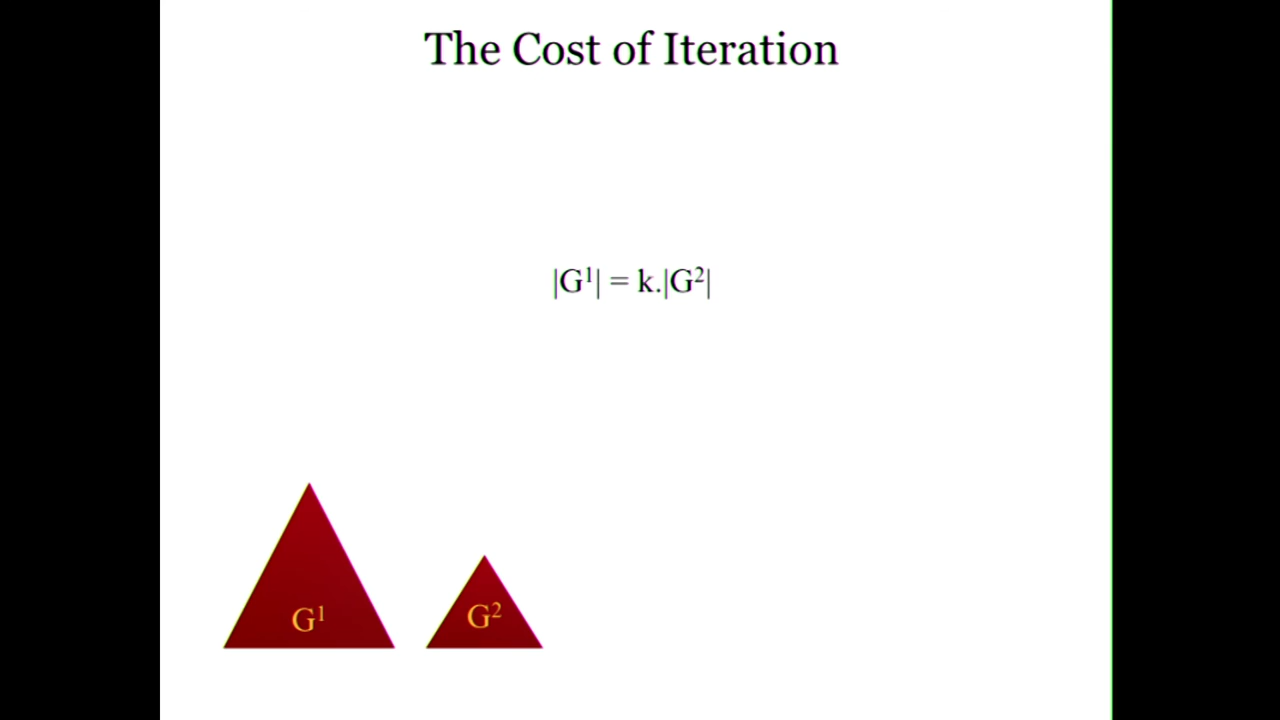 The Cost of Iteration
|G¹| = k.|G²|
G¹
G²